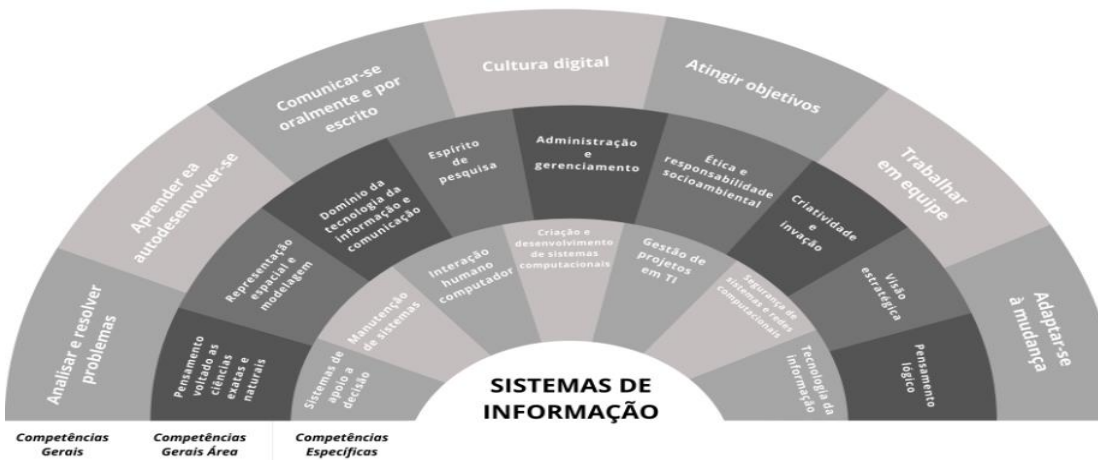 Analisar e resolver
problemas
Aprender ea
autodesenvolver-se
Comunicar-se
oralmente e por
escrito
Cultura digital
Atingir objetivos
Trabalhar
em equipe
Adaptar-se
à mudança
Pensamento
voltado as
ciências
exatas e
naturais
Representação
espacial e
modelagem
Domínio da
tecnologia da
informação e
comunicação
Espírito
de
pesquisa
Administração
e
gerenciamento
Ética e
responsabilidade
socioambiental
Criatividade
e
invação
Visão
estratégica
Pensamento
lógico
Sistemas de
apoio a
decisão
Manutenção
de sistemas
Interação
humano
computador
Criação e
desenvolvimento
de sistemas
computacionais
Gestão de
projetos
em TI
Segurança de
sistemas e redes
computacionais
Tecnologia da
informação
SISTEMAS DE
INFORMAÇÃO
Competências
Gerais
Competências
Gerais Área
Competências
Específicas